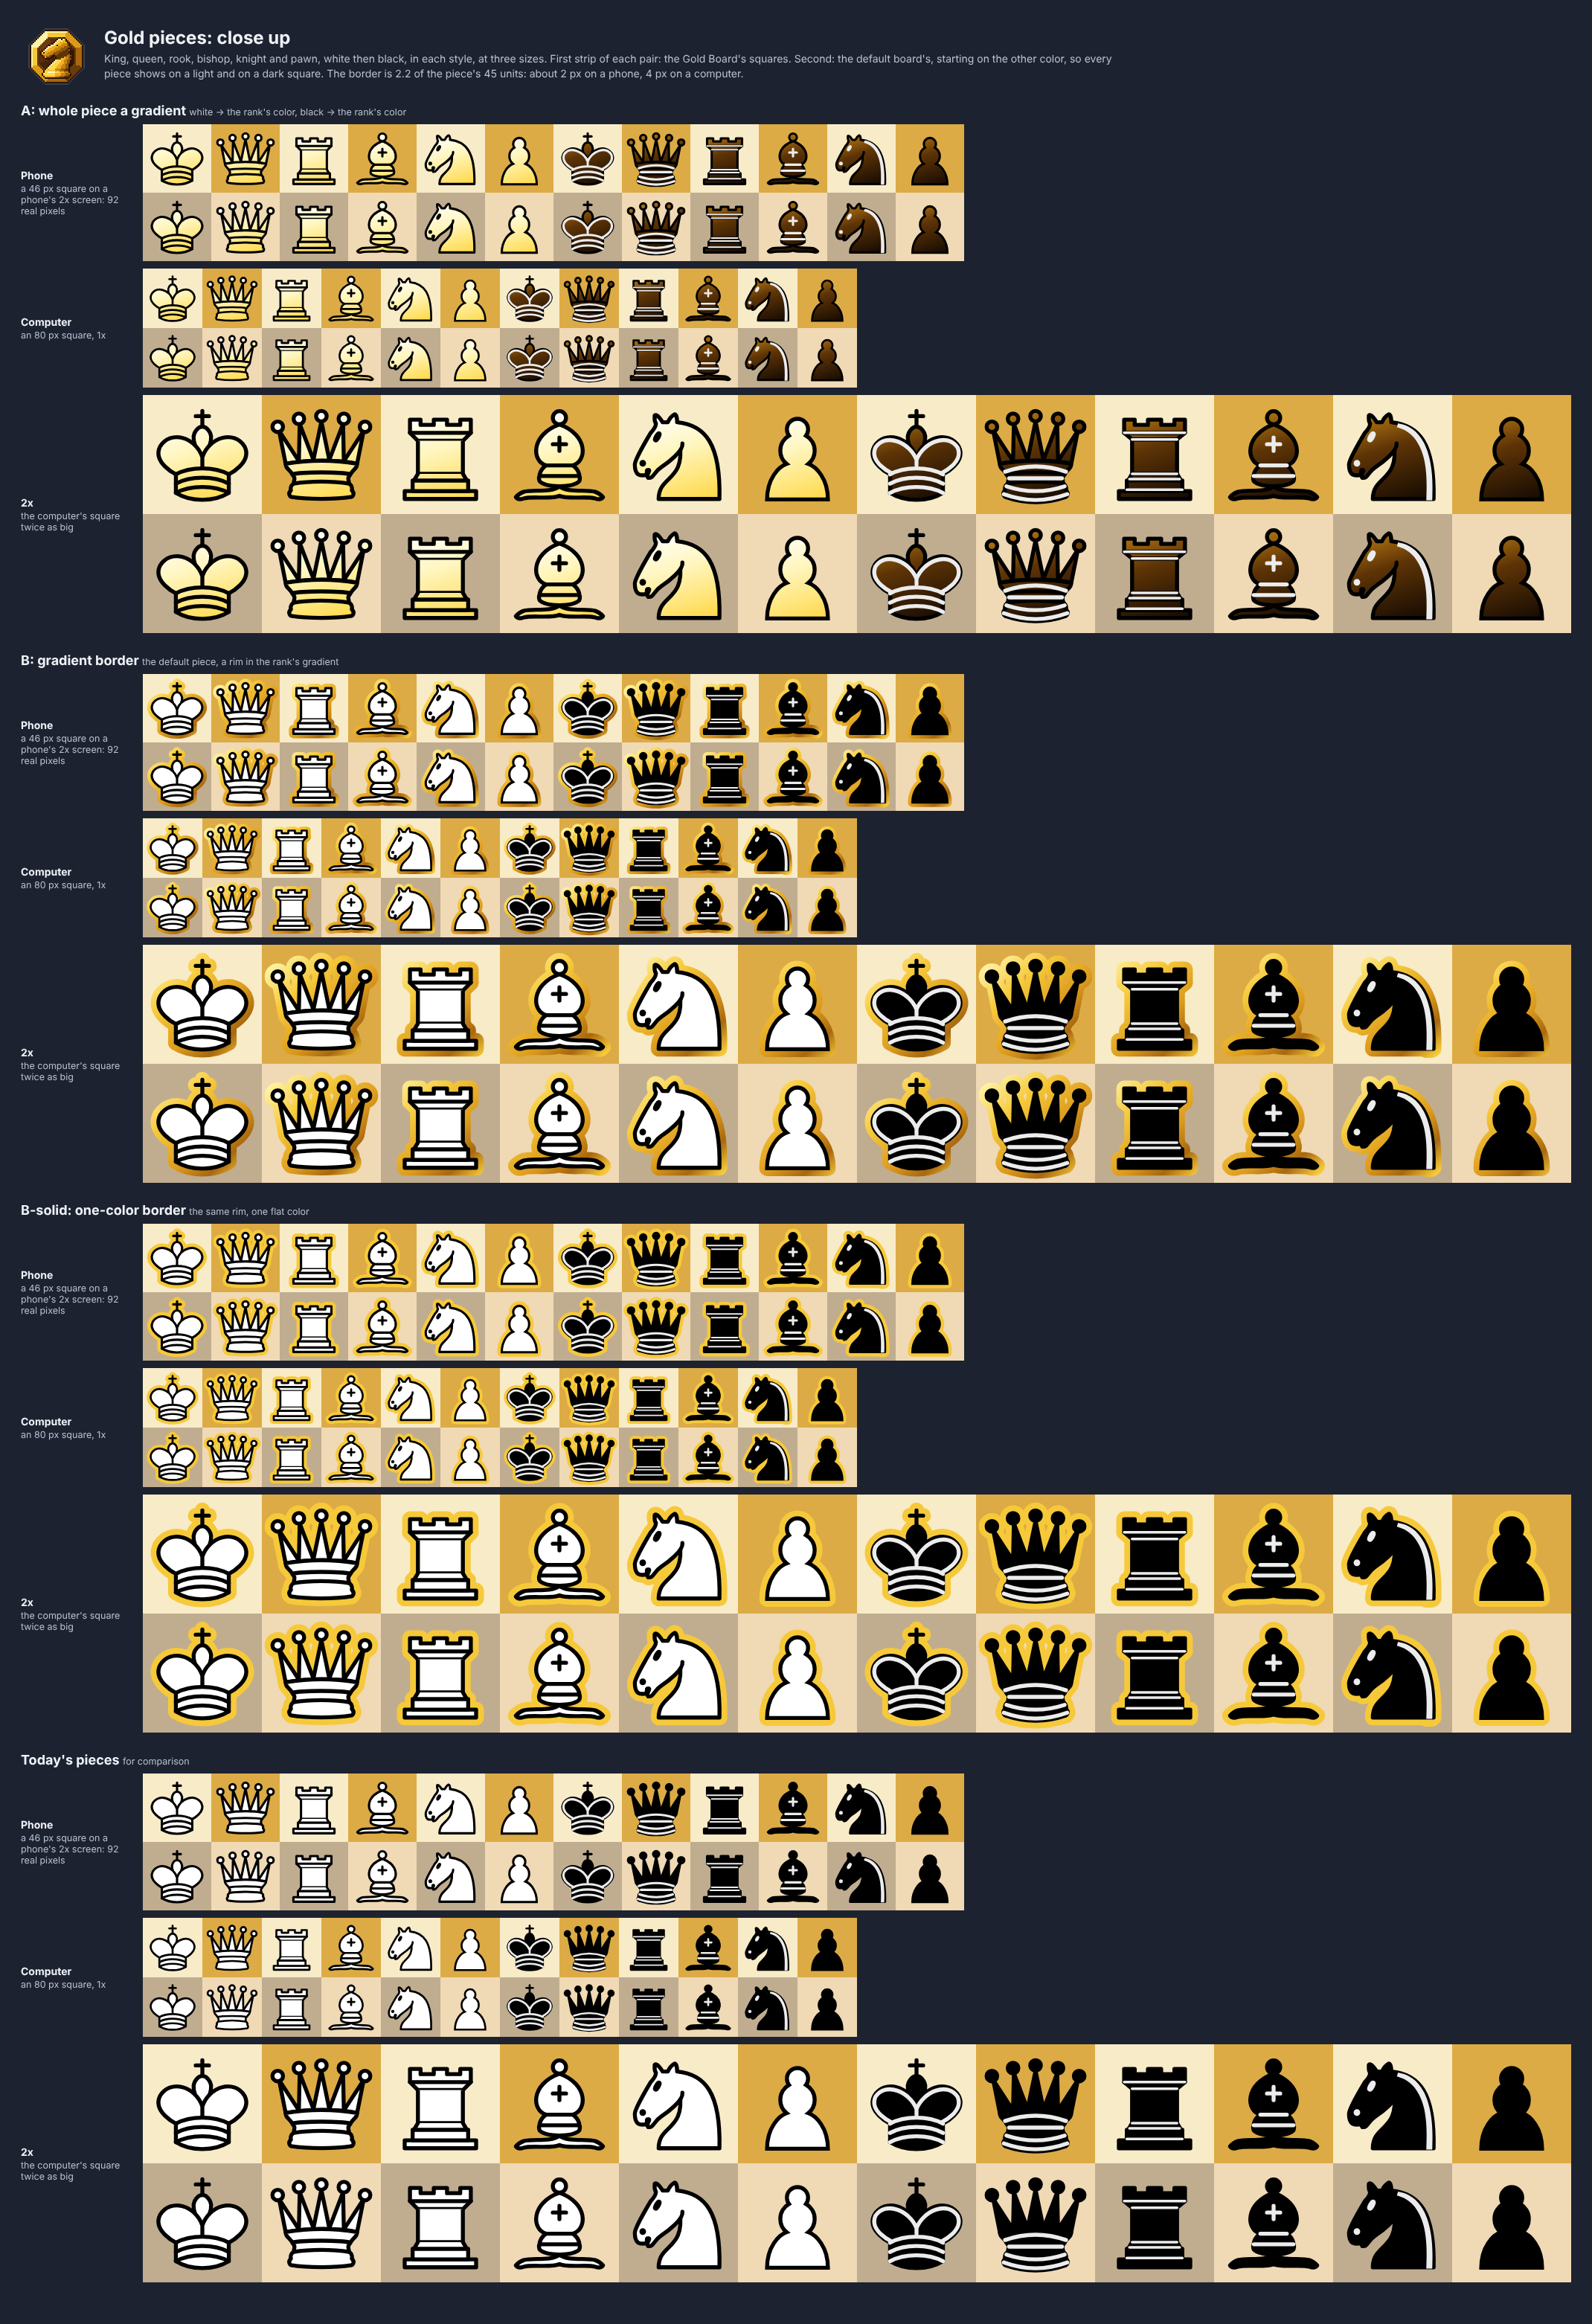 Gold pieces: close up
King, queen, rook, bishop, knight and pawn, white then black, in each style, at three sizes. First strip of each pair: the Gold Board's squares. Second: the default board's, starting on the other color, so every
piece shows on a light and on a dark square. The border is 2.2 of the piece's 45 units: about 2 px on a phone, 4 px on a computer.
A: whole piece a gradient white → the rank's color, black → the rank's color
Phone
a 46 px square on a
phone's 2x screen: 92
real pixels
Computer
an 80 px square, 1x
2x
the computer's square
twice as big
B: gradient border the default piece, a rim in the rank's gradient
Phone
a 46 px square on a
phone's 2x screen: 92
real pixels
Computer
an 80 px square, 1x
2x
the computer's square
twice as big
B-solid: one-color border the same rim, one flat color
Phone
a 46 px square on a
phone's 2x screen: 92
real pixels
Computer
an 80 px square, 1x
2x
the computer's square
twice as big
Today's pieces for comparison
Phone
a 46 px square on a
phone's 2x screen: 92
real pixels
Computer
an 80 px square, 1x
2x
the computer's square
twice as big